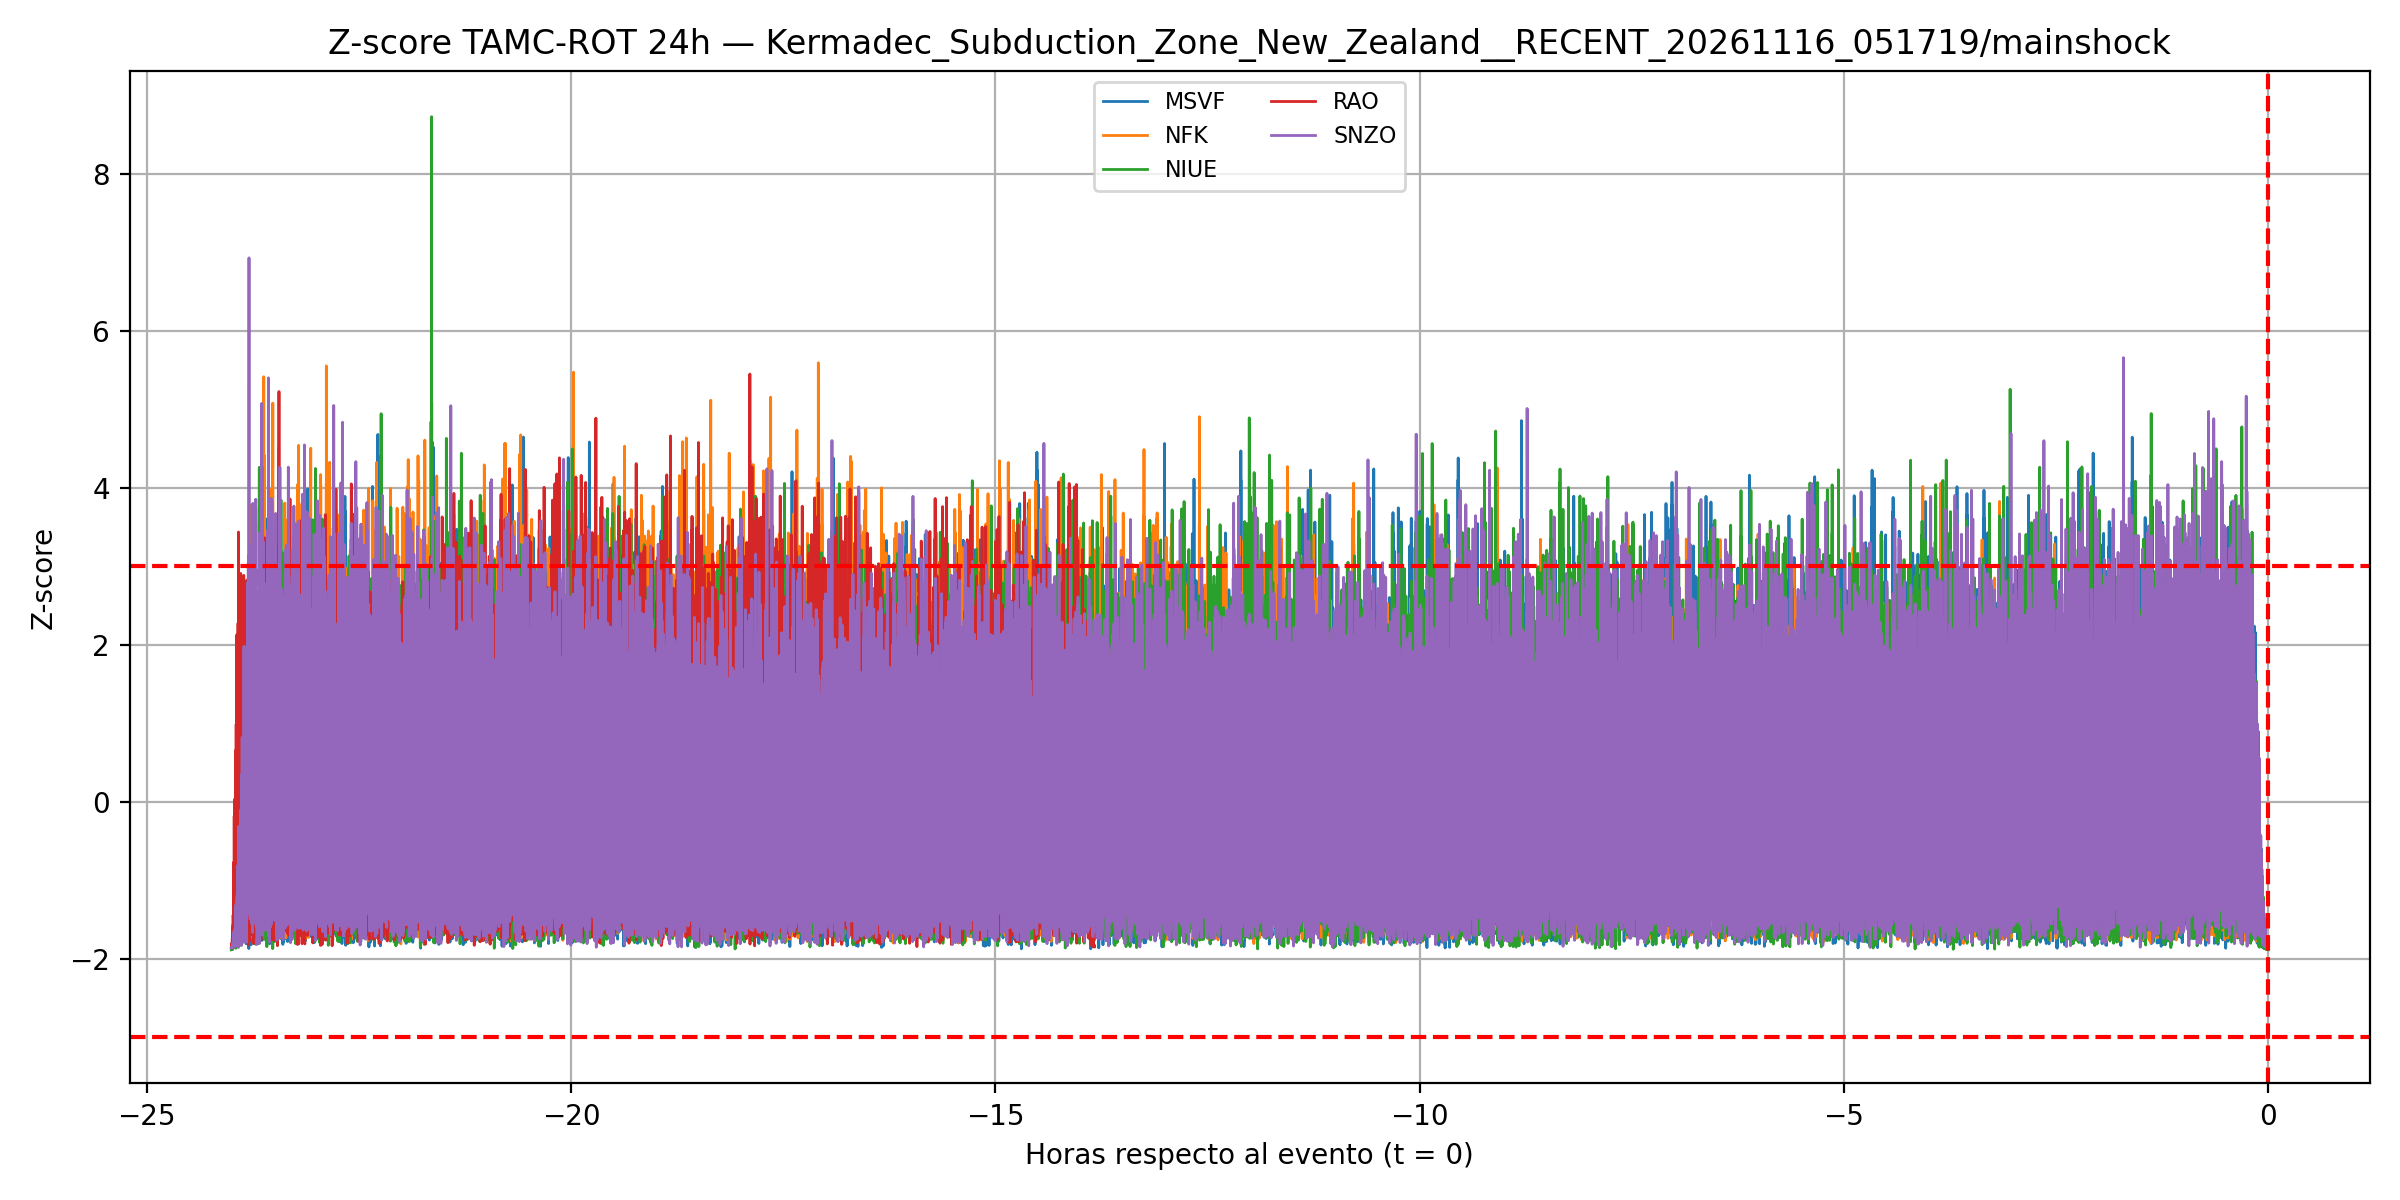 Z-score TAMC-ROT 24h — Kermadec_Subduction_Zone_New_Zealand__RECENT_20261116_051719/mainshock
MSVF
NFK
NIUE
RAO
SNZO
Z-score
8
6
4
2
0
−2
−25
−20
−15
−10
−5
0
Horas respecto al evento (t = 0)